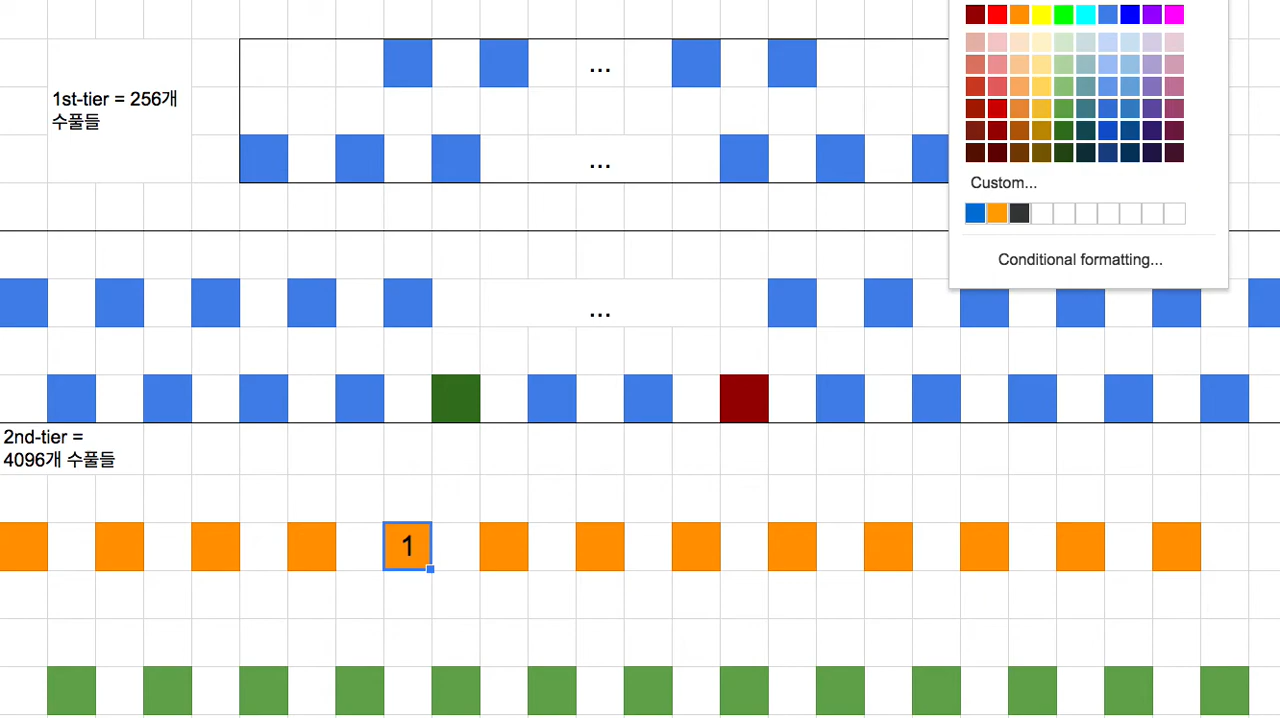 ...
1st-tier = 256개
수풀들
...
Custom...
Conditional formatting...
...
2nd-tier =
4096개 수풀들
1